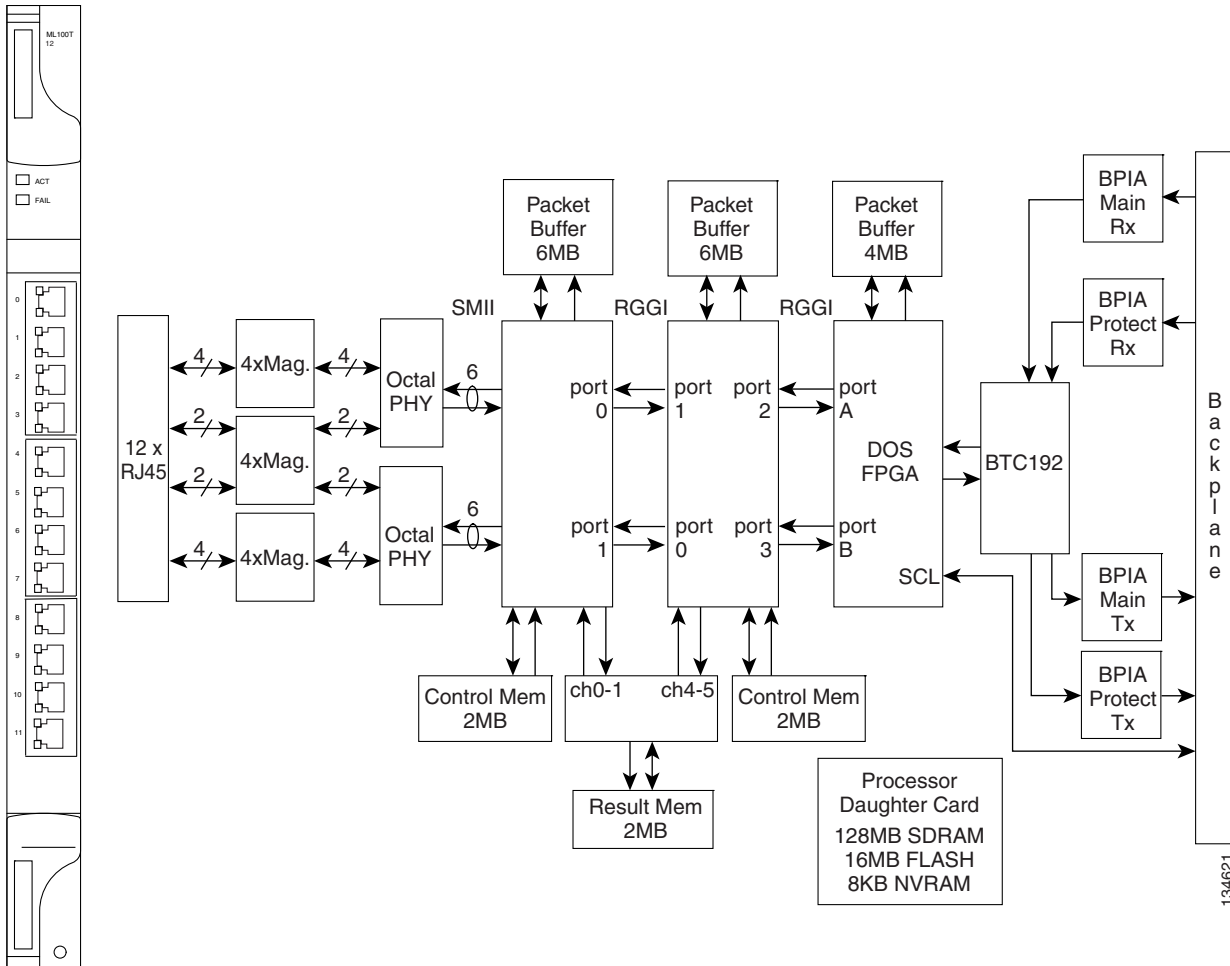 ML100T
12
ACT
FAIL
0
1
2
3
4
5
6
7
8
9
10
11
12 x
RJ45
4
2
2
4
4xMag.
4xMag.
4xMag.
4
2
2
4
Octal
PHY
Octal
PHY
6
6
SMII
Packet
Buffer
6MB
port
0
port
1
RGGI
Packet
Buffer
6MB
port
1
port
0
port
2
port
3
RGGI
Packet
Buffer
4MB
port
A
DOS
FPGA
port
B
SCL
BTC192
BPIA
Main
Rx
BPIA
Protect
Rx
BPIA
Main
Tx
BPIA
Protect
Tx
Backplane
Control Mem
2MB
ch0-1
ch4-5
Control Mem
2MB
Result Mem
2MB
Processor
Daughter Card
128MB SDRAM
16MB FLASH
8KB NVRAM
134621